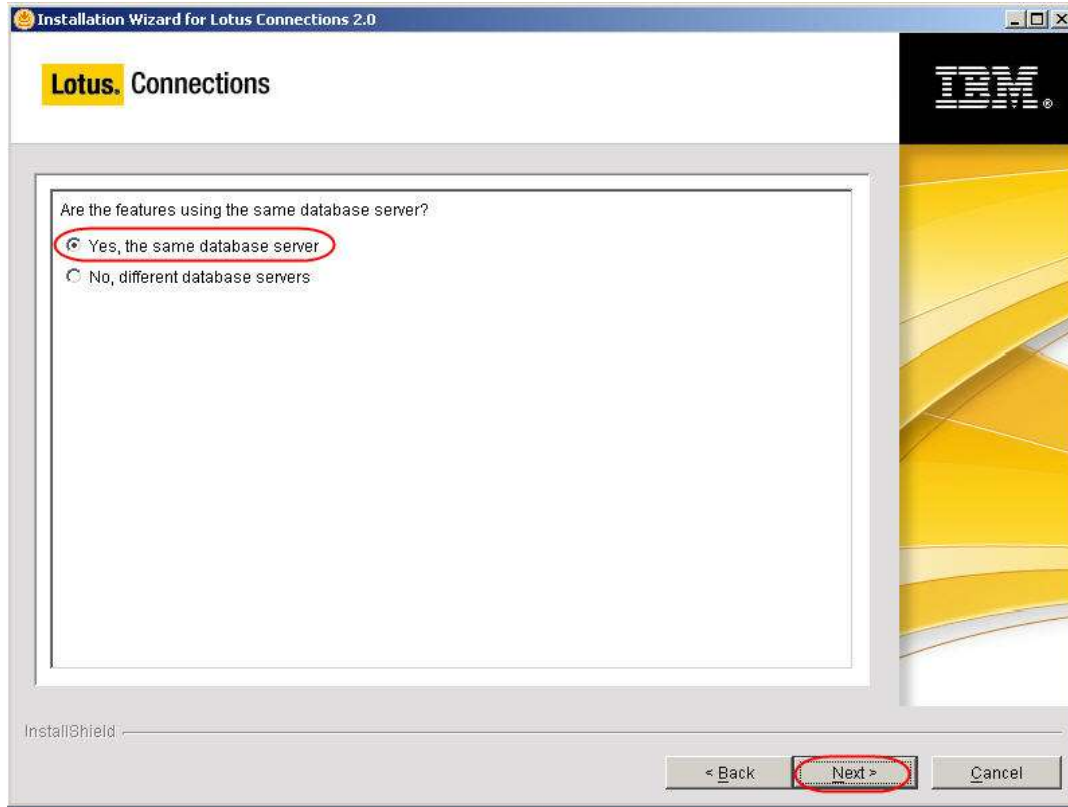 Installation Wizard for Lotus Connections 2.0
Lotus. Connections
IBM®
Are the features using the same database server?
Yes, the same database server
No, different database servers
InstallShield
< Back
Next >
Cancel